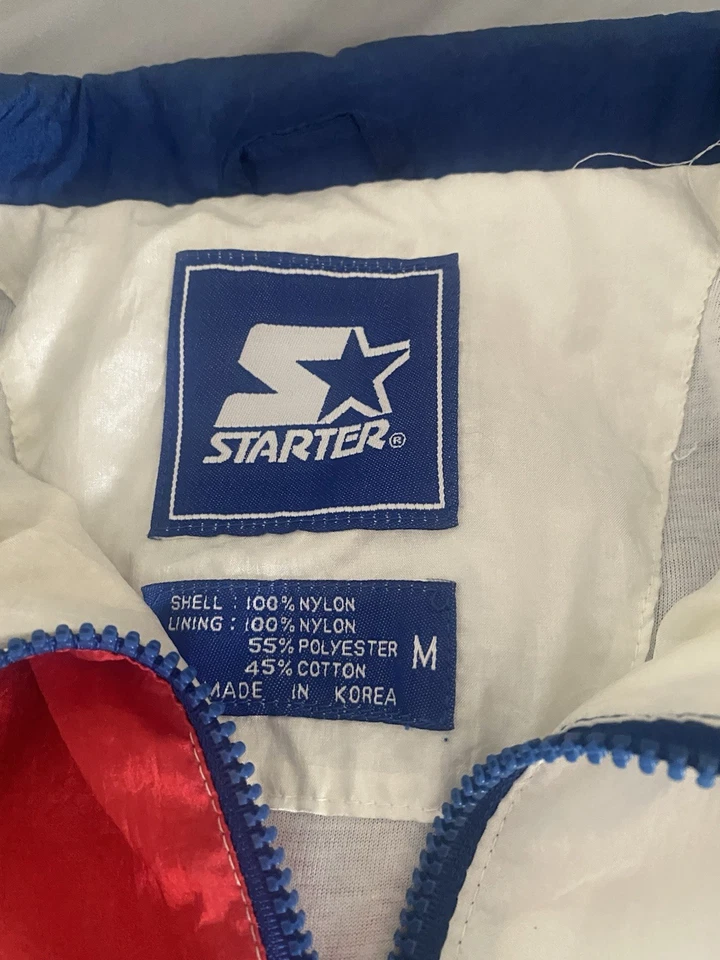 STARTER®
SHELL : 100% NYLON
LINING : 100% NYLON
55% POLYESTER
45% COTTON
M
MADE IN KOREA